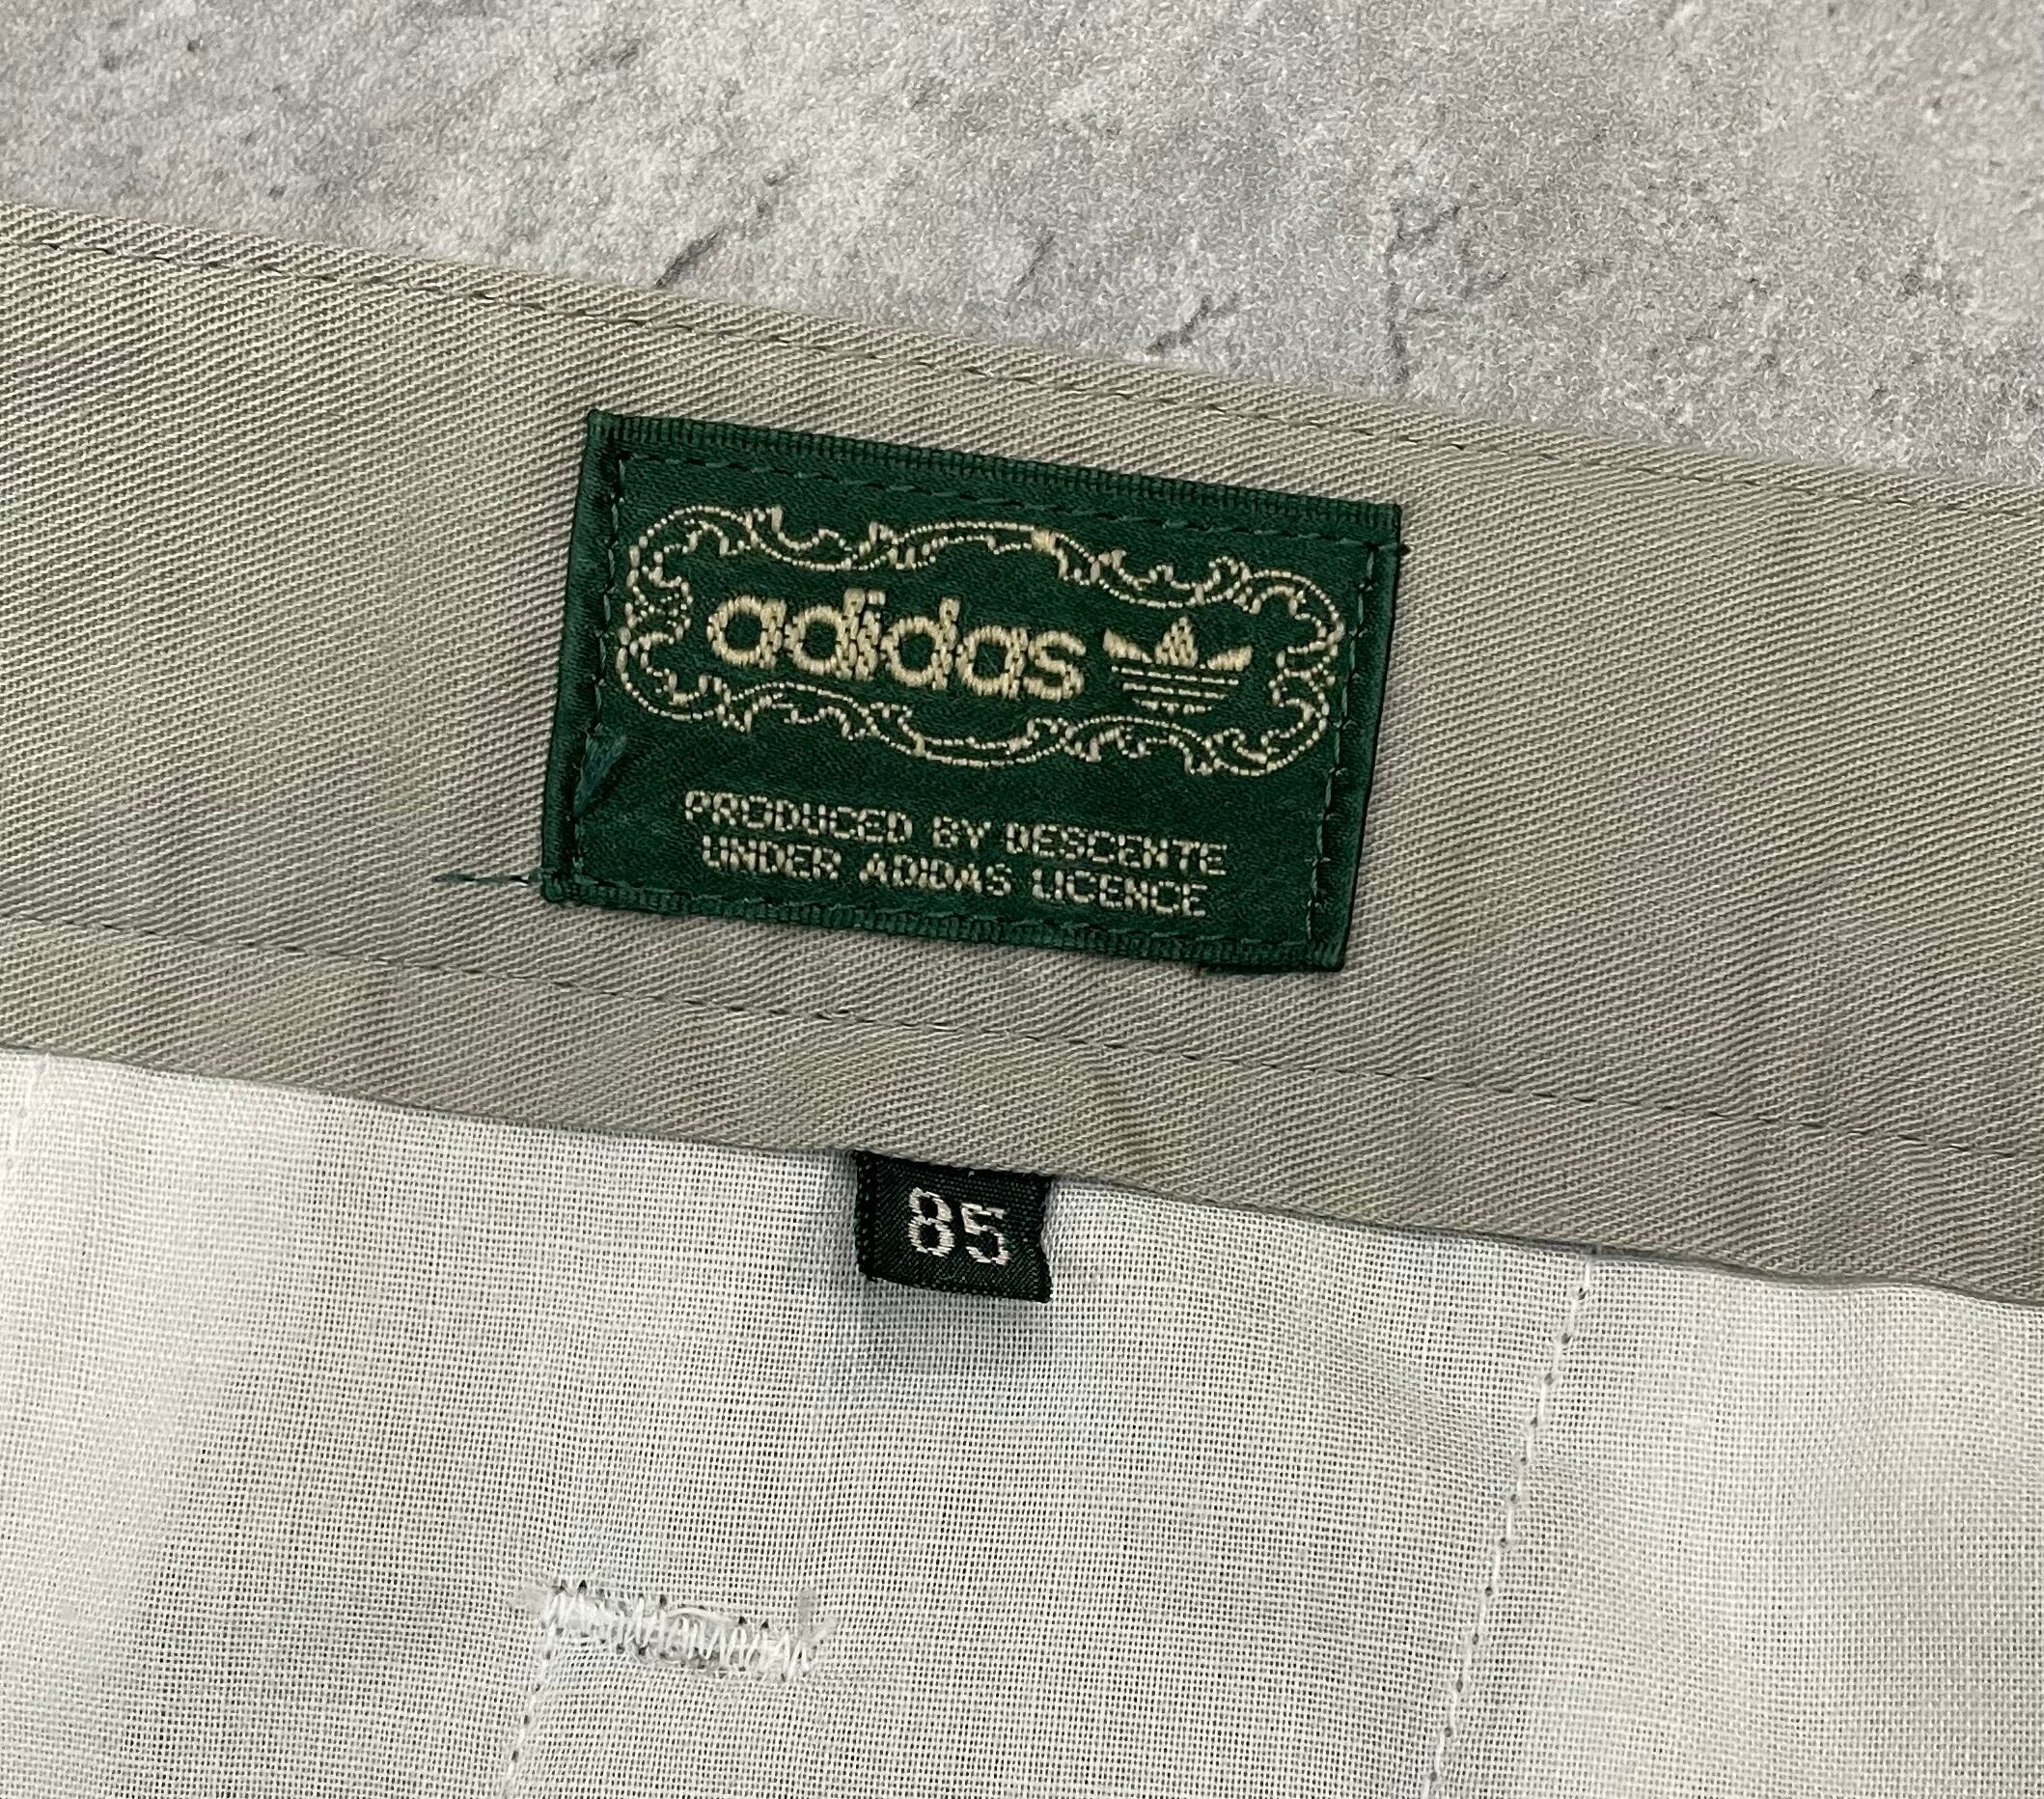 adidas
PRODUCED BY DESCENTE
UNDER ADIDAS LICENCE
85